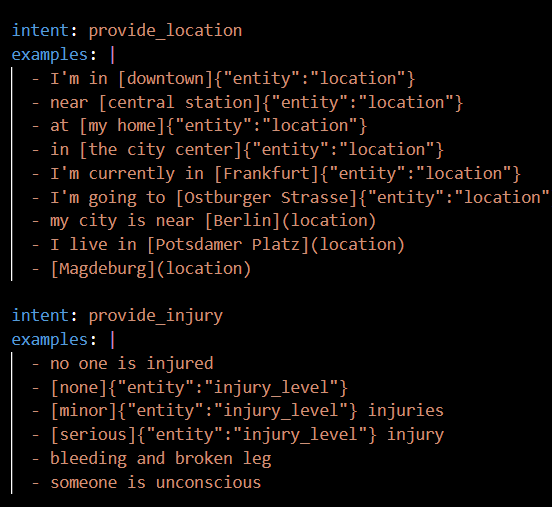 intent: provide_location
examples: |
- I'm in [downtown]{"entity":"location"}
- near [central station]{"entity":"location"}
- at [my home]{"entity":"location"}
- in [the city center]{"entity":"location"}
- I'm currently in [Frankfurt]{"entity":"location"}
- I'm going to [Ostburger Strasse]{"entity":"location"
- my city is near [Berlin](location)
- I live in [Potsdamer Platz](location)
- [Magdeburg](location)
intent: provide_injury
examples: |
- no one is injured
- [none]{"entity":"injury_level"}
- [minor]{"entity":"injury_level"} injuries
- [serious]{"entity":"injury_level"} injury
- bleeding and broken leg
- someone is unconscious